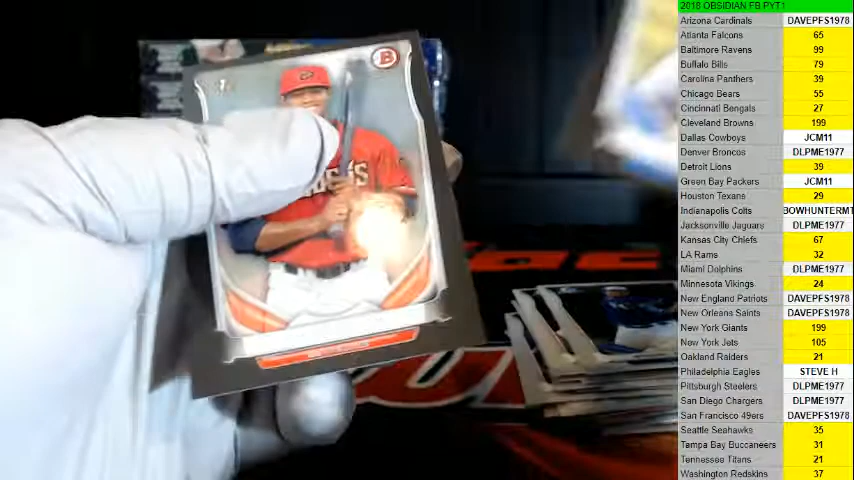 2018 OBSIDIAN FB PYT1
Arizona Cardinals DAVEPFS1978
Atlanta Falcons 65
Baltimore Ravens 99
Buffalo Bills 79
Carolina Panthers 39
Chicago Bears 55
Cincinnati Bengals 27
Cleveland Browns 199
Dallas Cowboys JCM11
Denver Broncos DLPME1977
Detroit Lions 39
Green Bay Packers JCM11
Houston Texans 29
Indianapolis Colts BOWHUNTERMT
Jacksonville Jaguars DLPME1977
Kansas City Chiefs 67
LA Rams 32
Miami Dolphins DLPME1977
Minnesota Vikings 24
New England Patriots DAVEPFS1978
New Orleans Saints DAVEPFS1978
New York Giants 199
New York Jets 105
Oakland Raiders 21
Philadelphia Eagles STEVE H
Pittsburgh Steelers DLPME1977
San Diego Chargers DLPME1977
San Francisco 49ers DAVEPFS1978
Seattle Seahawks 35
Tampa Bay Buccaneers 31
Tennessee Titans 21
Washington Redskins 37